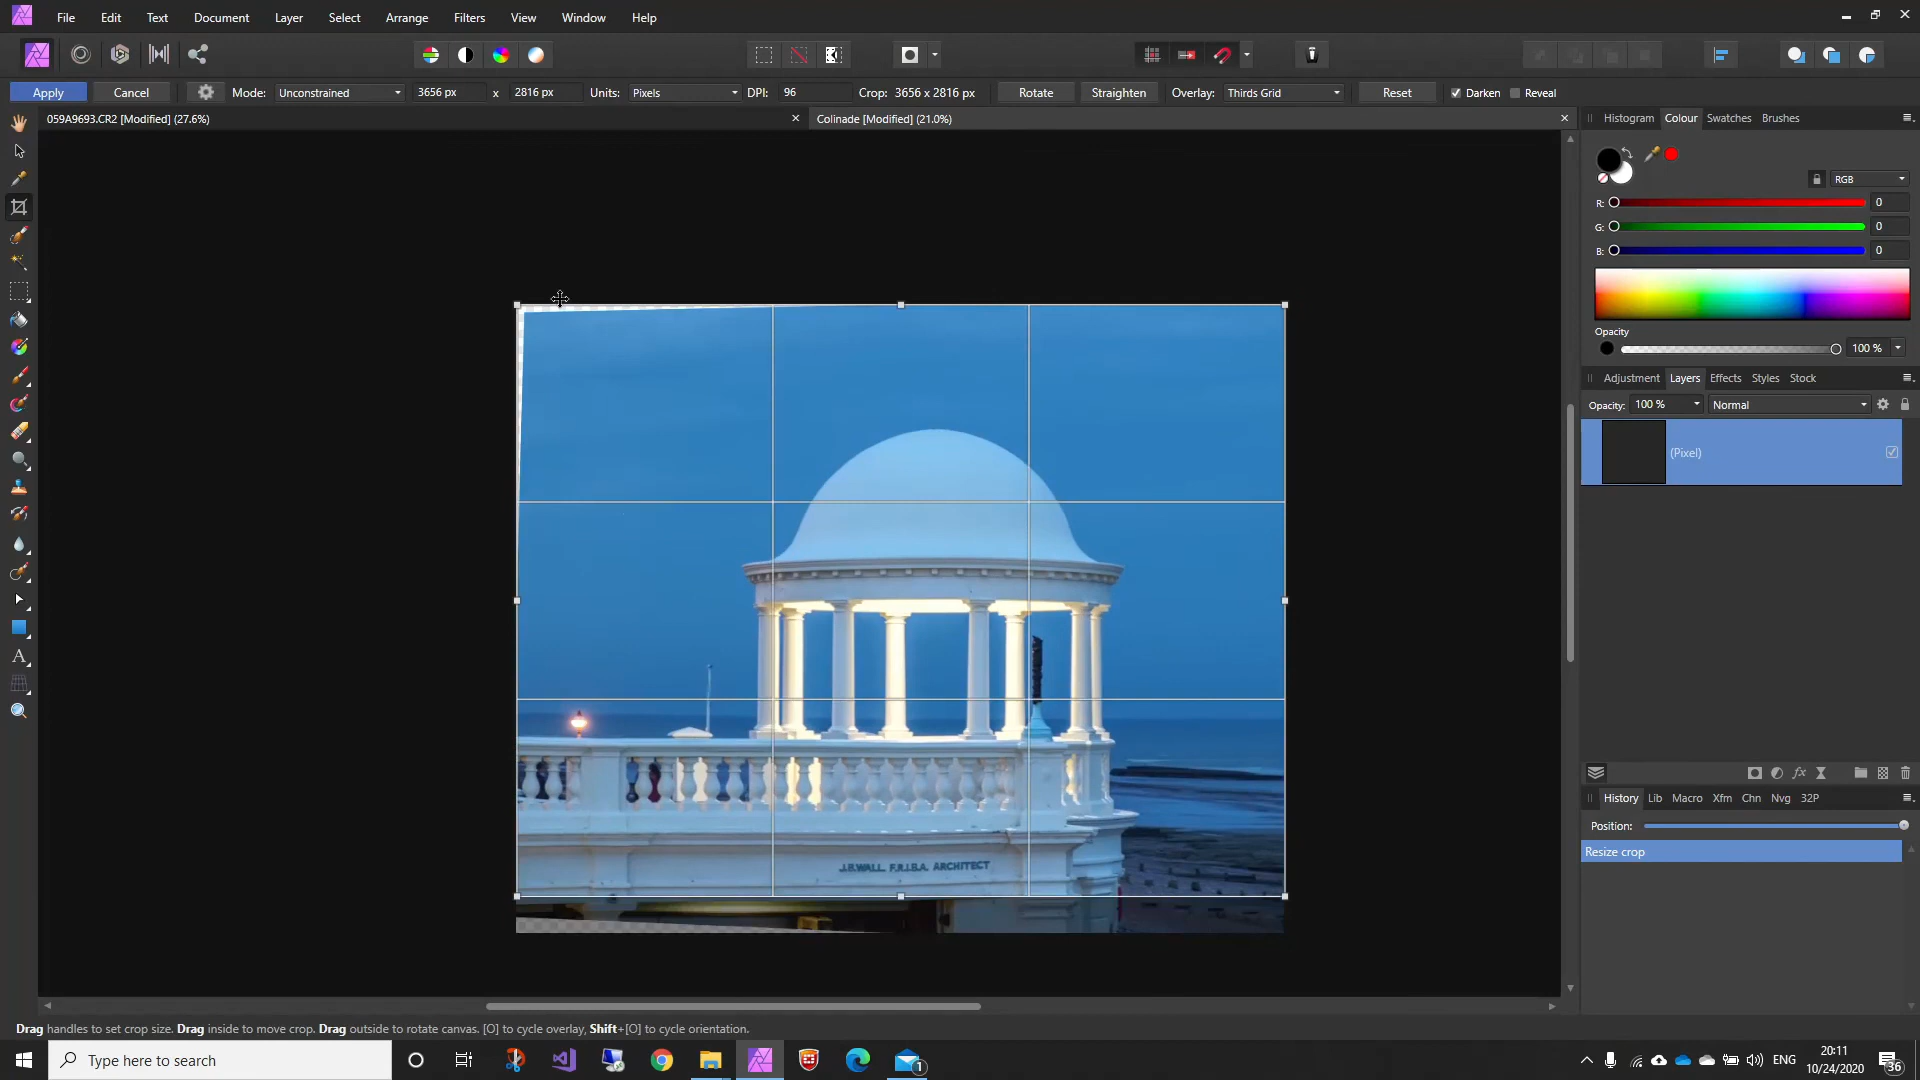 File Edit Text Document Layer Select Arrange Filters View Window Help
Apply Cancel Mode: Unconstrained 3656 px x 2816 px Units: Pixels DPI: 96 Crop: 3656 x 2816 px Rotate Straighten Overlay: Thirds Grid Reset Darken Reveal
059A9693.CR2 [Modified] (27.6%) Colinade [Modified] (21.0%)
Histogram Colour Swatches Brushes
RGB
R: 0
G: 0
B: 0
Opacity
100 %
Adjustment Layers Effects Styles Stock
Opacity: 100 % Normal
(Pixel)
fx
History Lib Macro Xfm Chn Nvg 32P
Position:
Resize crop
J.B.WALL. F.R.I.B.A. ARCHITECT
Drag handles to set crop size. Drag inside to move crop. Drag outside to rotate canvas. [O] to cycle overlay, Shift+[O] to cycle orientation.
Type here to search
1
ENG
20:11
10/24/2020
36